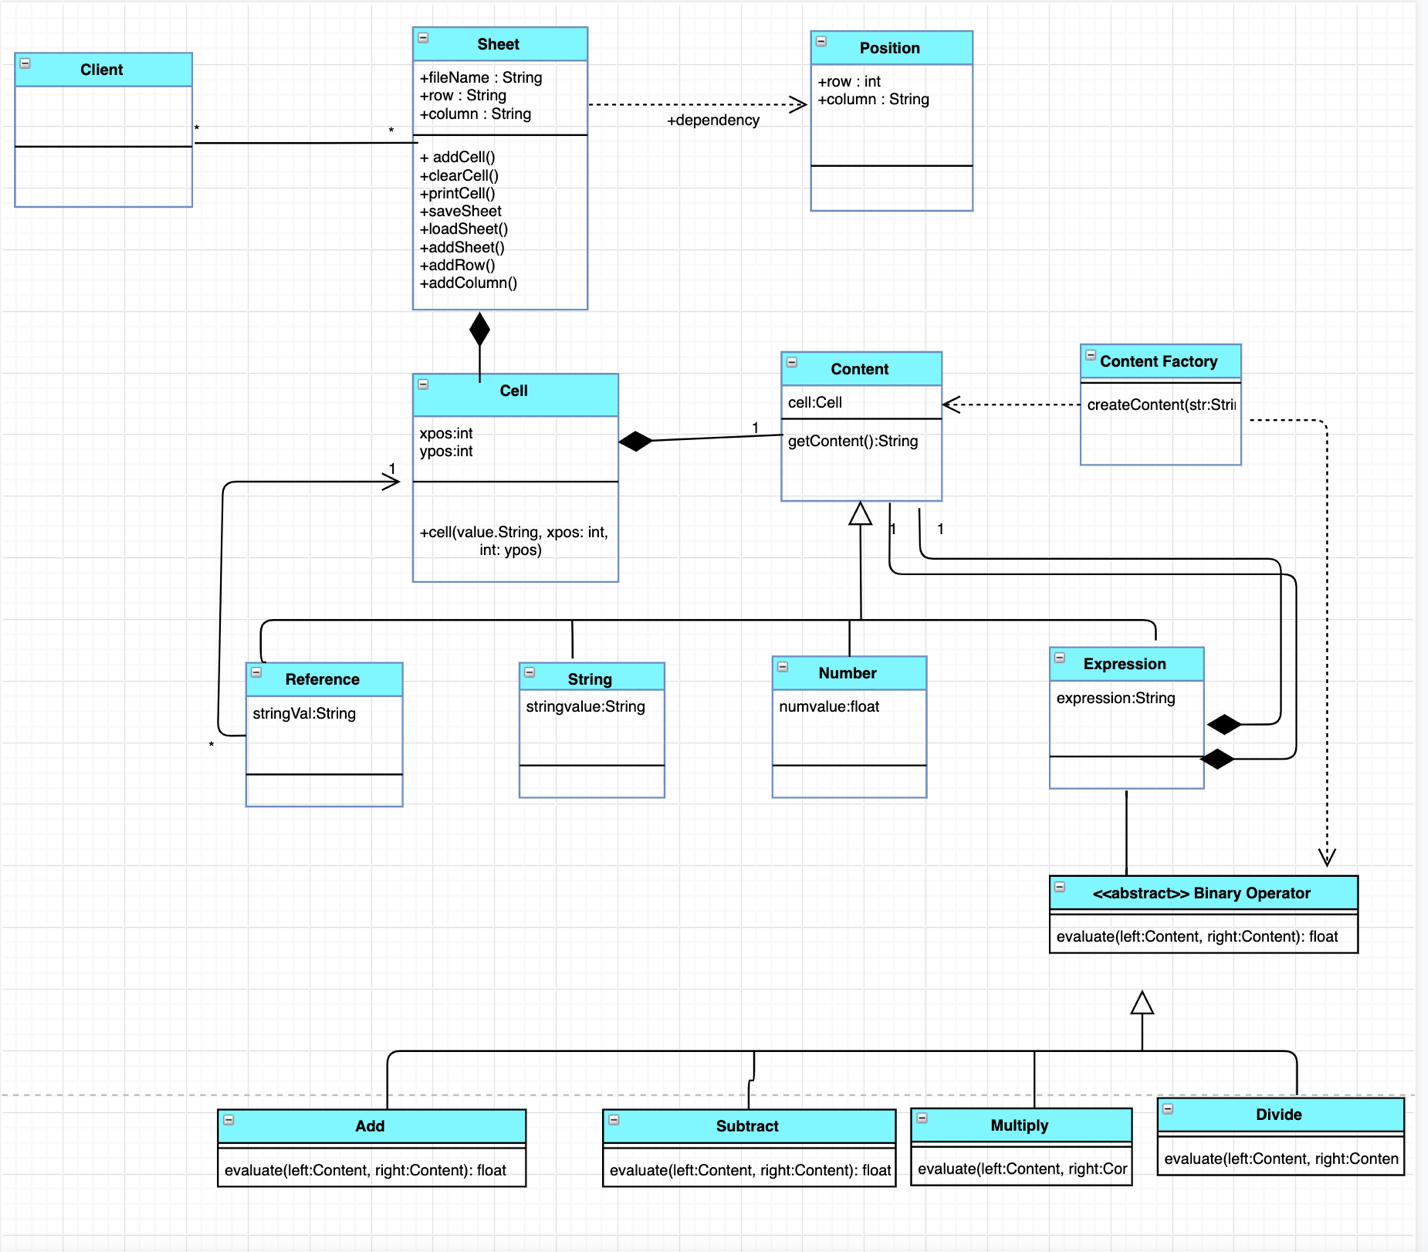 Client
*
*
Sheet
+fileName : String
+row : String
+column : String
+ addCell()
+clearCell()
+printCell()
+saveSheet
+loadSheet()
+addSheet()
+addRow()
+addColumn()
+dependency
Position
+row : int
+column : String
Cell
xpos:int
ypos:int
+cell(value.String, xpos: int,
int: ypos)
1
1
Content
cell:Cell
getContent():String
1
1
Content Factory
createContent(str:Stri
Reference
stringVal:String
*
String
stringvalue:String
Number
numvalue:float
Expression
expression:String
<<abstract>> Binary Operator
evaluate(left:Content, right:Content): float
Add
evaluate(left:Content, right:Content): float
Subtract
evaluate(left:Content, right:Content): float
Multiply
evaluate(left:Content, right:Cor
Divide
evaluate(left:Content, right:Conten